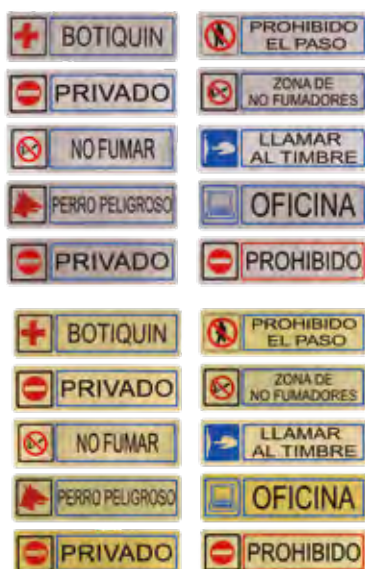 BOTIQUIN
PROHIBIDO
EL PASO
PRIVADO
ZONA DE
NO FUMADORES
NO FUMAR
LLAMAR
AL TIMBRE
PERRO PELIGROSO
OFICINA
PRIVADO
PROHIBIDO
BOTIQUIN
PROHIBIDO
EL PASO
PRIVADO
ZONA DE
NO FUMADORES
NO FUMAR
LLAMAR
AL TIMBRE
PERRO PELIGROSO
OFICINA
PRIVADO
PROHIBIDO